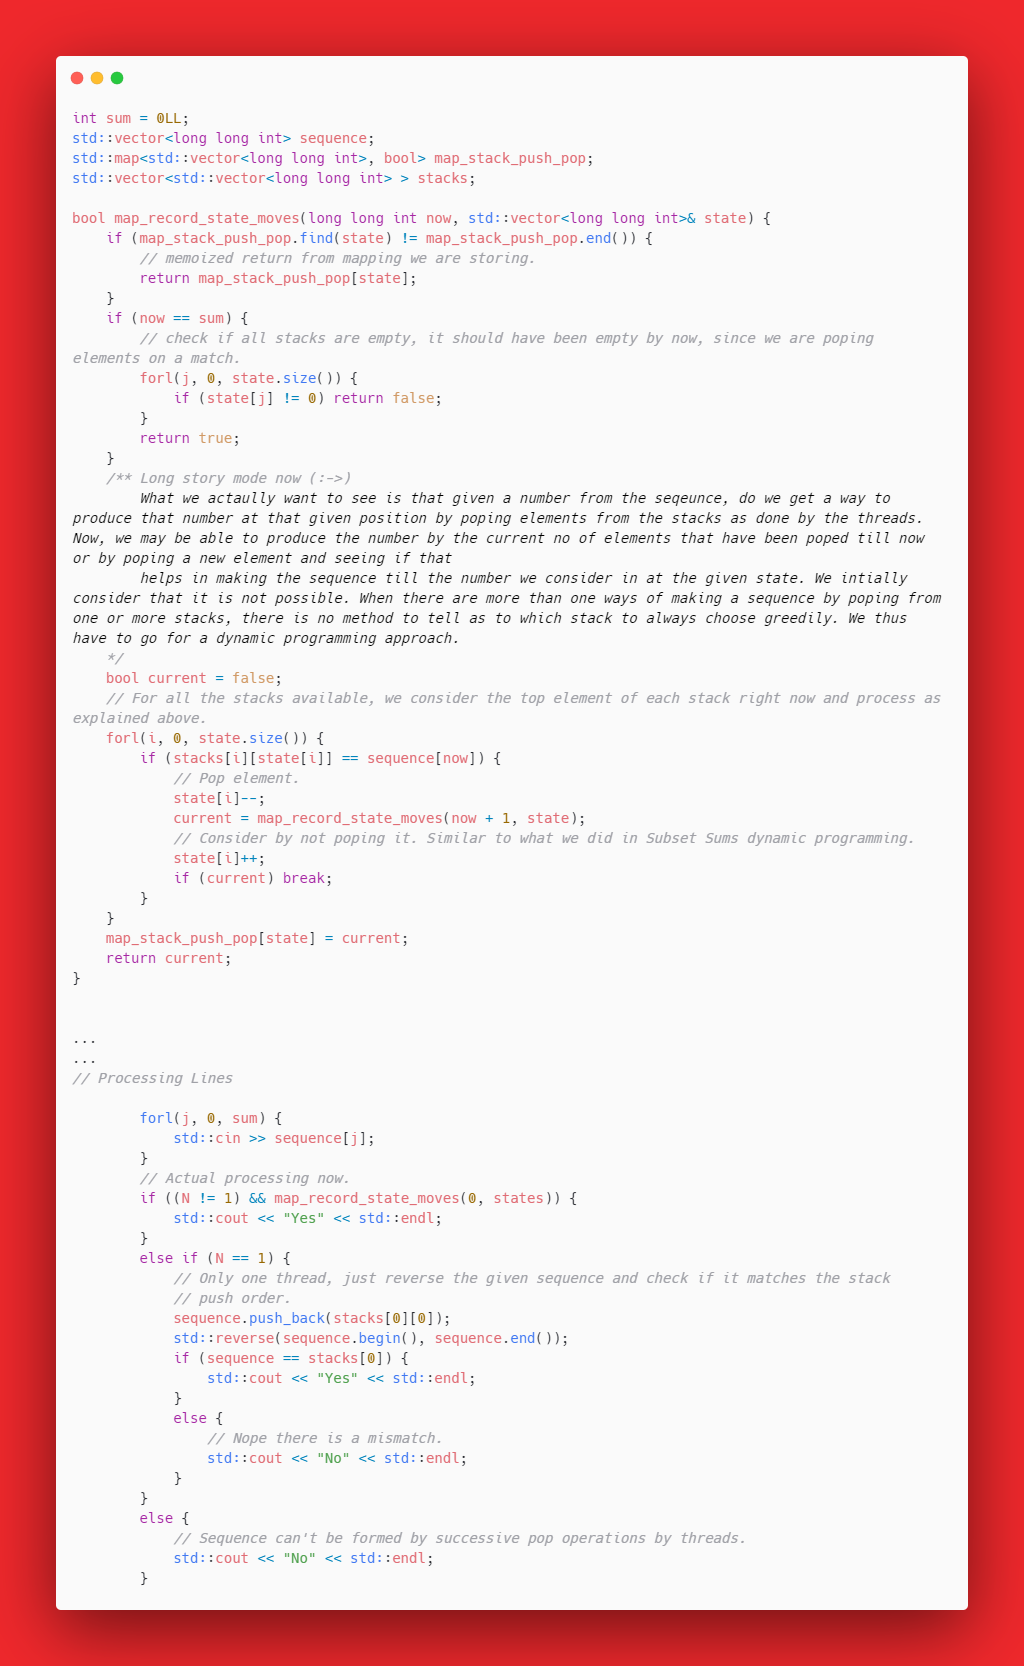 int sum = 0LL;
std::vector<long long int> sequence;
std::map<std::vector<long long int>, bool> map_stack_push_pop;
std::vector<std::vector<long long int> > stacks;

bool map_record_state_moves(long long int now, std::vector<long long int>& state) {
    if (map_stack_push_pop.find(state) != map_stack_push_pop.end()) {
        // memoized return from mapping we are storing.
        return map_stack_push_pop[state];
    }
    if (now == sum) {
        // check if all stacks are empty, it should have been empty by now, since we are poping
elements on a match.
        forl(j, 0, state.size()) {
            if (state[j] != 0) return false;
        }
        return true;
    }
    /** Long story mode now (:->)
        What we actaully want to see is that given a number from the seqeunce, do we get a way to
produce that number at that given position by poping elements from the stacks as done by the threads.
Now, we may be able to produce the number by the current no of elements that have been poped till now
or by poping a new element and seeing if that
        helps in making the sequence till the number we consider in at the given state. We intially
consider that it is not possible. When there are more than one ways of making a sequence by poping from
one or more stacks, there is no method to tell as to which stack to always choose greedily. We thus
have to go for a dynamic programming approach.
    */
    bool current = false;
    // For all the stacks available, we consider the top element of each stack right now and process as
explained above.
    forl(i, 0, state.size()) {
        if (stacks[i][state[i]] == sequence[now]) {
            // Pop element.
            state[i]--;
            current = map_record_state_moves(now + 1, state);
            // Consider by not poping it. Similar to what we did in Subset Sums dynamic programming.
            state[i]++;
            if (current) break;
        }
    }
    map_stack_push_pop[state] = current;
    return current;
}

...
...
// Processing Lines

        forl(j, 0, sum) {
            std::cin >> sequence[j];
        }
        // Actual processing now.
        if ((N != 1) && map_record_state_moves(0, states)) {
            std::cout << "Yes" << std::endl;
        }
        else if (N == 1) {
            // Only one thread, just reverse the given sequence and check if it matches the stack
            // push order.
            sequence.push_back(stacks[0][0]);
            std::reverse(sequence.begin(), sequence.end());
            if (sequence == stacks[0]) {
                std::cout << "Yes" << std::endl;
            }
            else {
                // Nope there is a mismatch.
                std::cout << "No" << std::endl;
            }
        }
        else {
            // Sequence can't be formed by successive pop operations by threads.
            std::cout << "No" << std::endl;
        }